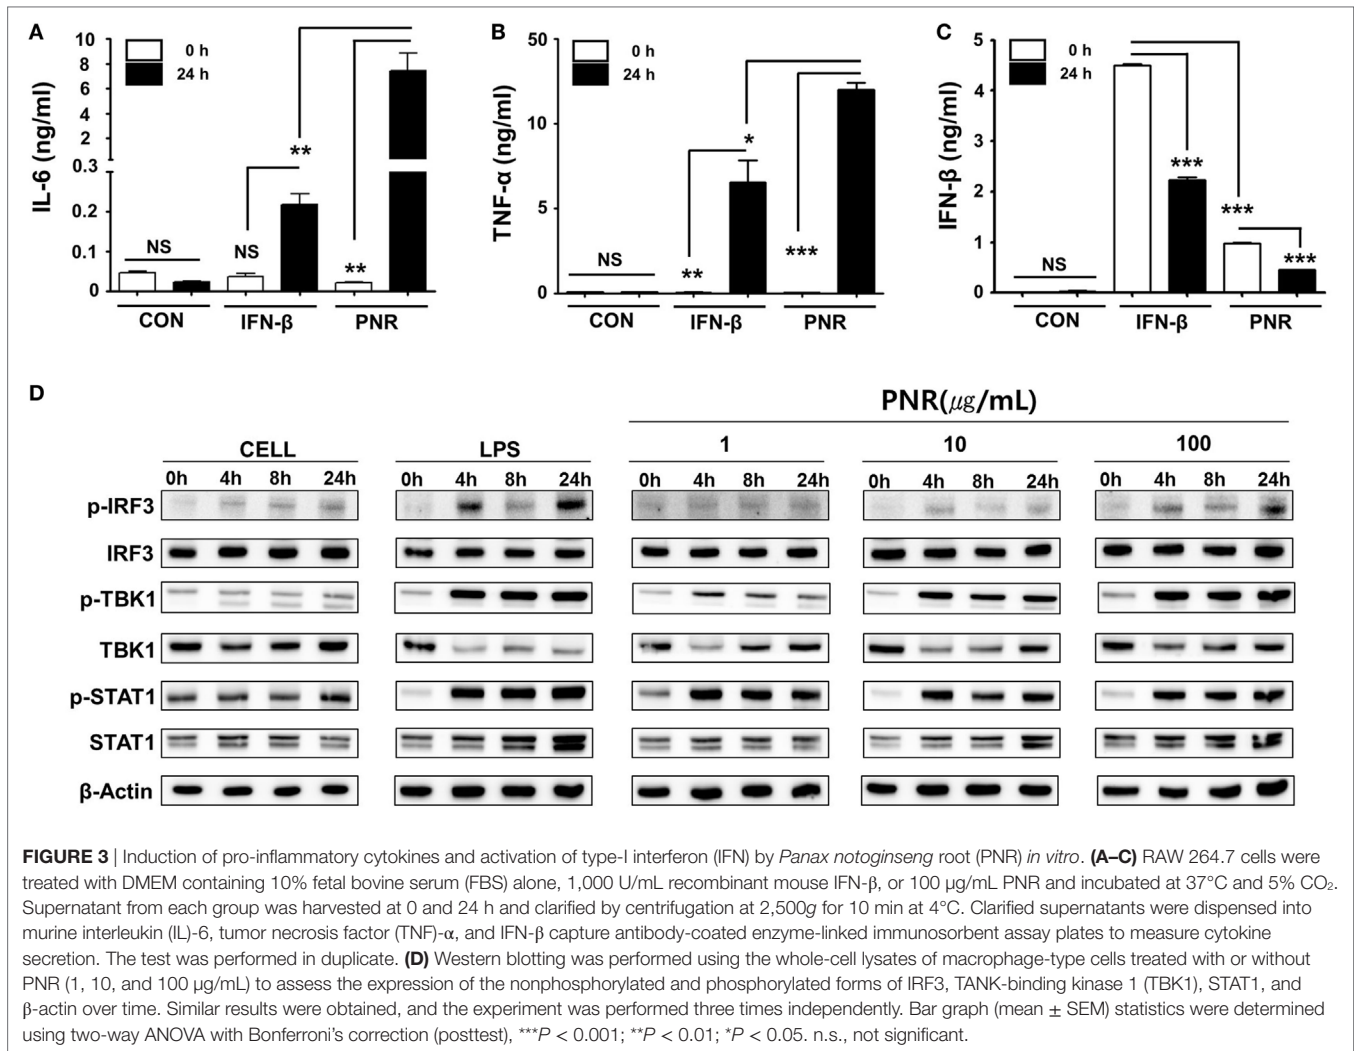 A
IL-6 (ng/ml)
10
8
6
4
2
0.3
0.2
0.1
0
0 h
24 h
NS
NS
**
**
CON
IFN-β
PNR
B
TNF-α (ng/ml)
50
10
5
0
0 h
24 h
NS
**
*
***
CON
IFN-β
PNR
C
IFN-β (ng/ml)
5
4
3
2
1
0
0 h
24 h
NS
***
***
***
CON
IFN-β
PNR
D
PNR(μg/mL)
CELL LPS 1 10 100
0h 4h 8h 24h 0h 4h 8h 24h 0h 4h 8h 24h 0h 4h 8h 24h 0h 4h 8h 24h
p-IRF3
IRF3
p-TBK1
TBK1
p-STAT1
STAT1
β-Actin
FIGURE 3 | Induction of pro-inflammatory cytokines and activation of type-I interferon (IFN) by Panax notoginseng root (PNR) in vitro. (A–C) RAW 264.7 cells were
treated with DMEM containing 10% fetal bovine serum (FBS) alone, 1,000 U/mL recombinant mouse IFN-β, or 100 μg/mL PNR and incubated at 37°C and 5% CO₂.
Supernatant from each group was harvested at 0 and 24 h and clarified by centrifugation at 2,500g for 10 min at 4°C. Clarified supernatants were dispensed into
murine interleukin (IL)-6, tumor necrosis factor (TNF)-α, and IFN-β capture antibody-coated enzyme-linked immunosorbent assay plates to measure cytokine
secretion. The test was performed in duplicate. (D) Western blotting was performed using the whole-cell lysates of macrophage-type cells treated with or without
PNR (1, 10, and 100 μg/mL) to assess the expression of the nonphosphorylated and phosphorylated forms of IRF3, TANK-binding kinase 1 (TBK1), STAT1, and
β-actin over time. Similar results were obtained, and the experiment was performed three times independently. Bar graph (mean ± SEM) statistics were determined
using two-way ANOVA with Bonferroni's correction (posttest), ***P < 0.001; **P < 0.01; *P < 0.05. n.s., not significant.